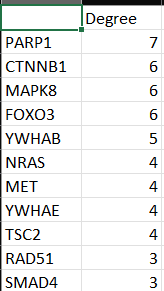 Degree
PARP1 7
CTNNB1 6
MAPK8 6
FOXO3 6
YWHAB 5
NRAS 4
MET 4
YWHAE 4
TSC2 4
RAD51 3
SMAD4 3